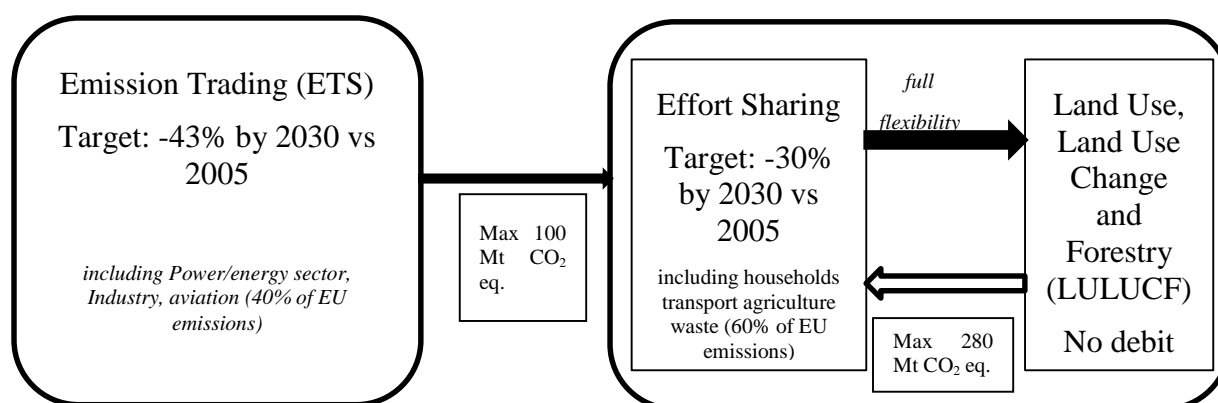 Emission Trading (ETS)
Target: -43% by 2030 vs
2005
including Power/energy sector,
Industry, aviation (40% of EU
emissions)
Max 100
Mt CO₂
eq.
Effort Sharing
Target: -30%
by 2030 vs
2005
including households
transport agriculture
waste (60% of EU
emissions)
full
flexibility
Max 280
Mt CO₂ eq.
Land Use,
Land Use
Change
and
Forestry
(LULUCF)
No debit